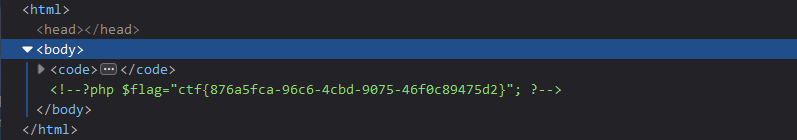 <html>
<head></head>
<body>
<code>…</code>
<!--?php $flag="ctf{876a5fca-96c6-4cbd-9075-46f0c89475d2}"; ?-->
</body>
</html>